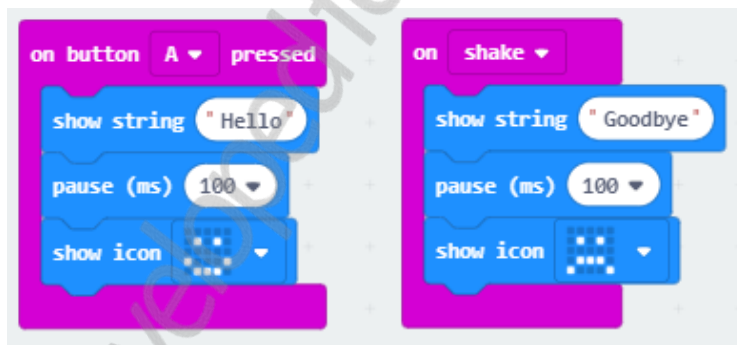 on button A pressed
show string "Hello"
pause (ms) 100
show icon
on shake
show string "Goodbye"
pause (ms) 100
show icon